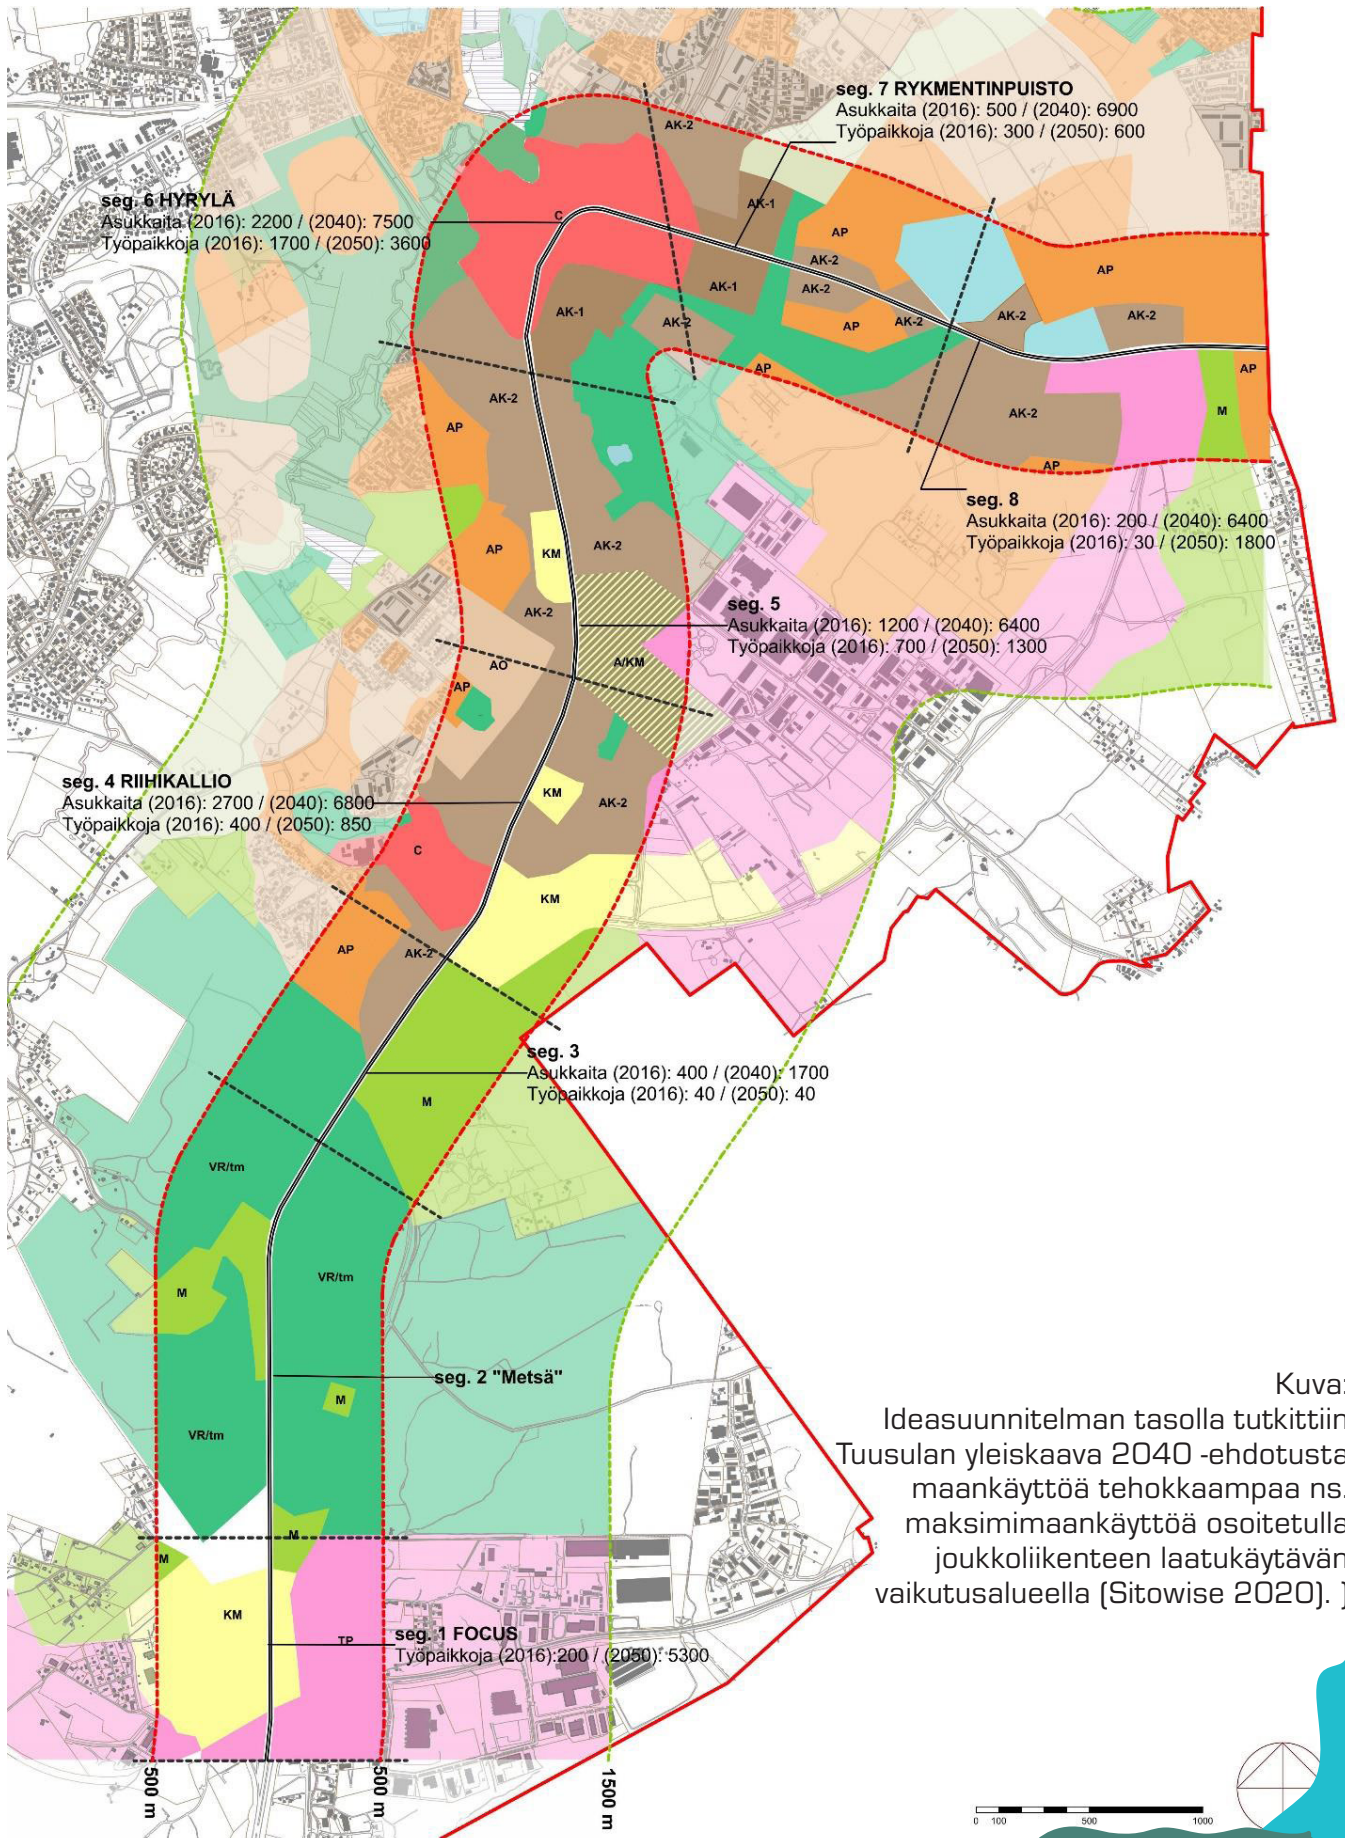 seg. 7 RYKMENTINPUISTO
Asukkaita (2016): 500 / (2040): 6900
Työpaikkoja (2016): 300 / (2050): 600
AK-2
seg. 6 HYRYLÄ
Asukkaita (2016): 2200 / (2040): 7500
Työpaikkoja (2016): 1700 / (2050): 3600
C
AK-1
AP
AK-2
AP
AK-2
AK-1
AK-1
AK-2
AP
AK-2
AK-2
AK-2
AP
AP
AK-2
AP
AK-2
M
AP
AP
seg. 8
Asukkaita (2016): 200 / (2040): 6400
Työpaikkoja (2016): 30 / (2050): 1800
AP
KM
AK-2
AK-2
seg. 5
Asukkaita (2016): 1200 / (2040): 6400
Työpaikkoja (2016): 700 / (2050): 1300
AO
A/KM
AP
seg. 4 RIIHIKALLIO
Asukkaita (2016): 2700 / (2040): 6800
Työpaikkoja (2016): 400 / (2050): 850
KM
AK-2
C
KM
AP
AK-2
seg. 3
Asukkaita (2016): 400 / (2040): 1700
Työpaikkoja (2016): 40 / (2050): 40
M
VR/tm
VR/tm
M
seg. 2 "Metsä"
M
VR/tm
M
M
KM
TP
seg. 1 FOCUS
Työpaikkoja (2016):200 / (2050): 5300
500 m
500 m
1500 m
Kuva:
Ideasuunnitelman tasolla tutkittiin
Tuusulan yleiskaava 2040 -ehdotusta
maankäyttöä tehokkaampaa ns.
maksimimaankäyttöä osoitetulla
joukkoliikenteen laatukäytävän
vaikutusalueella (Sitowise 2020). )
0 100 500 1000